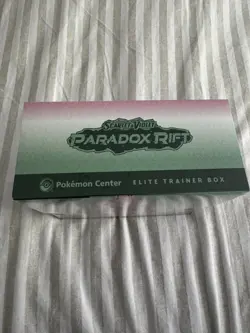 SCARLET & VIOLET
PARADOX RIFT
Pokémon Center ELITE TRAINER BOX